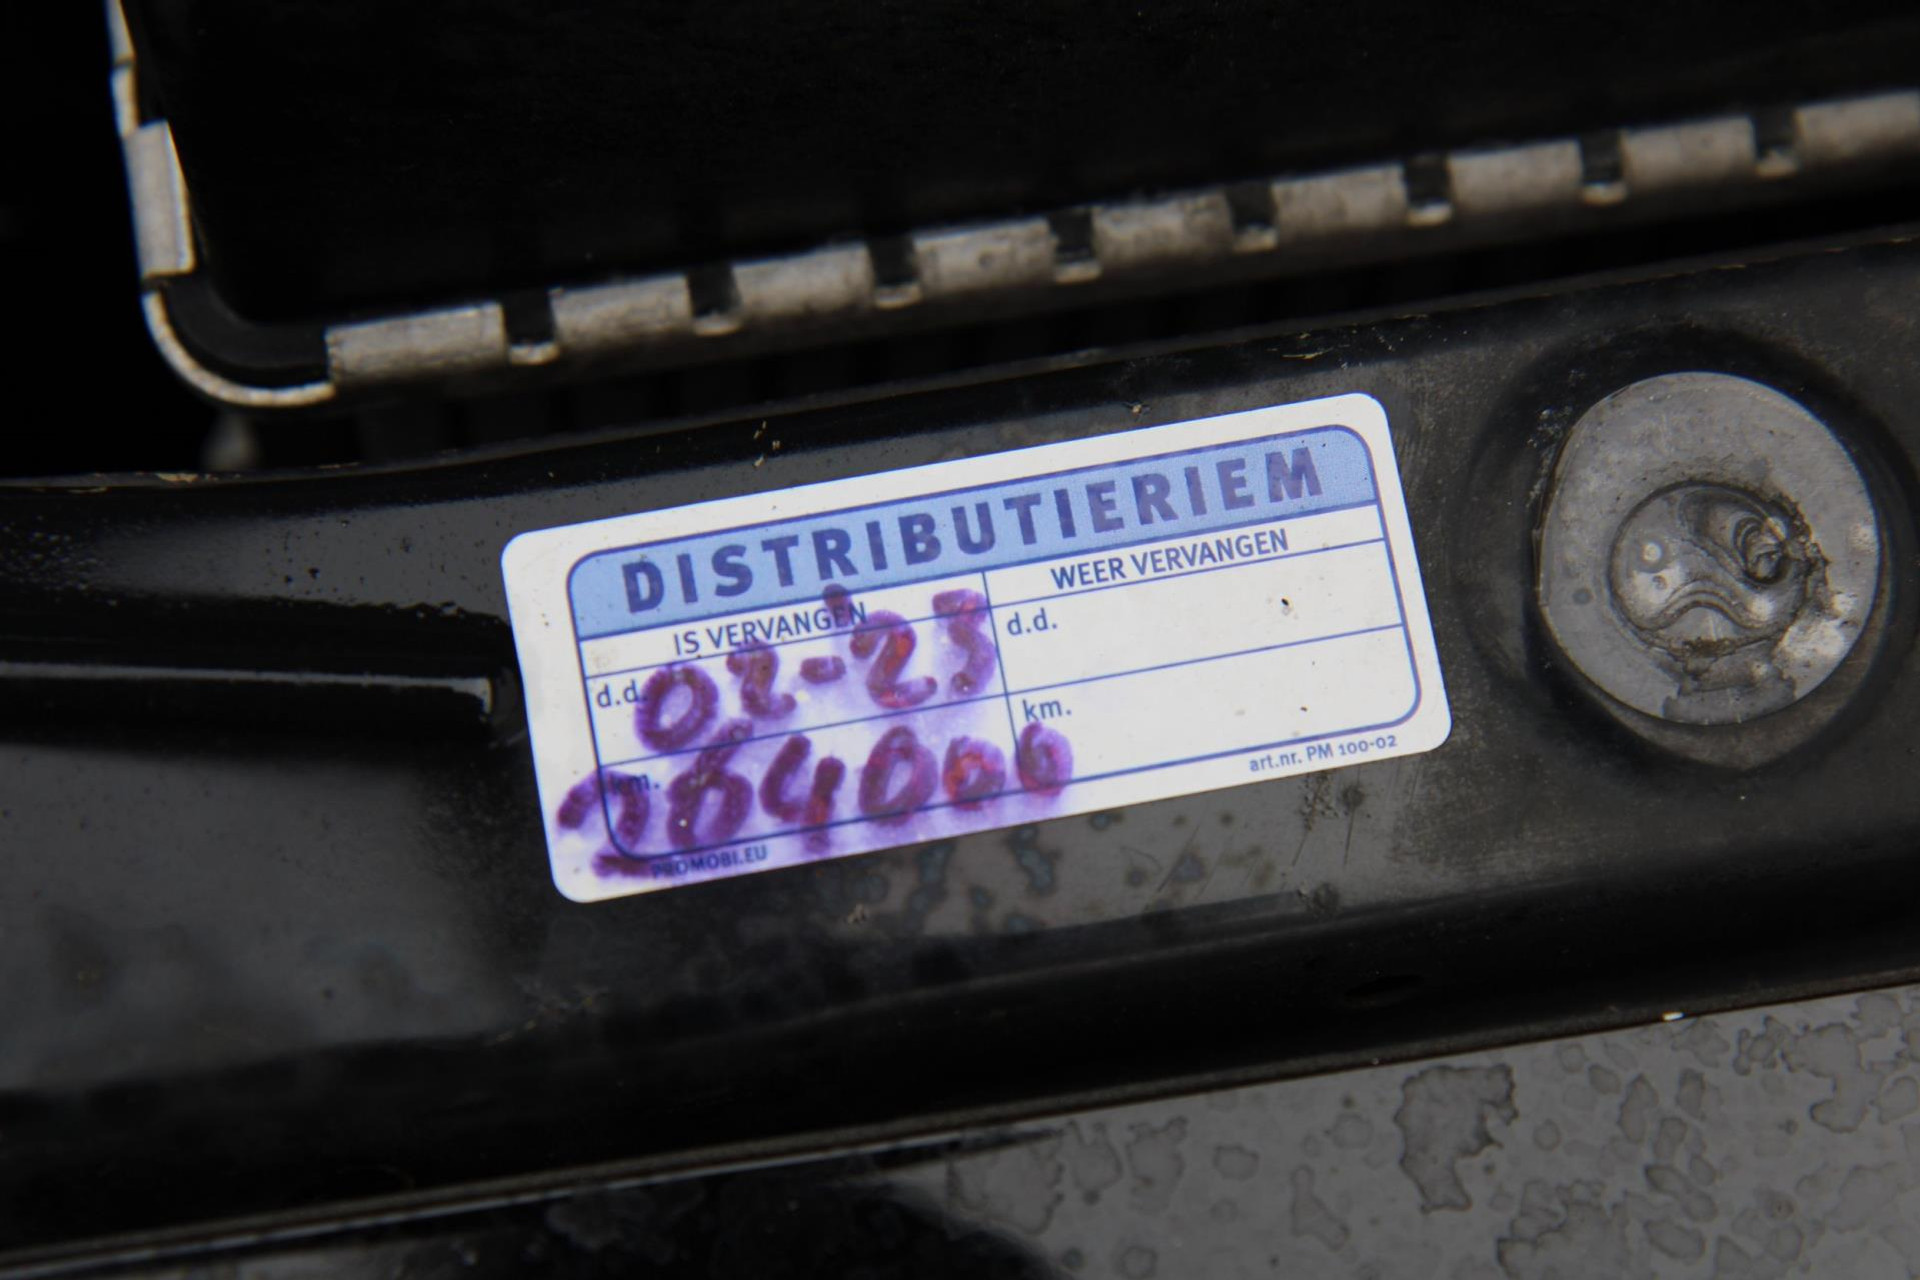 DISTRIBUTIERIEM
IS VERVANGEN
WEER VERVANGEN
d.d. 02-23
d.d.
km. 284000
km.
PROMOBI.EU
art.nr. PM 100-02